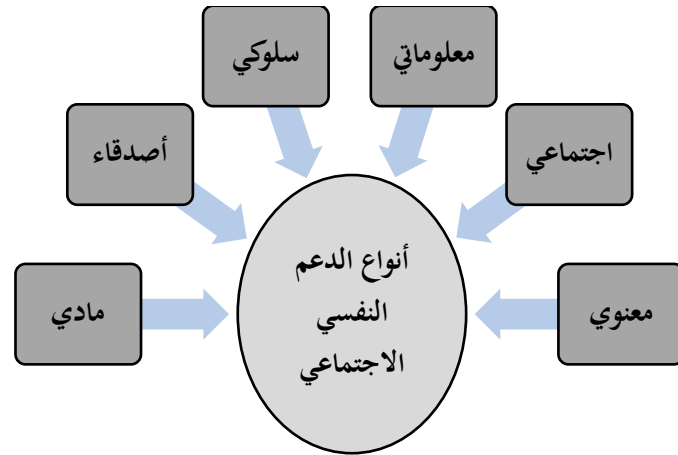 معلوماتي
سلوكي
اجتماعي
أصدقاء
معنوي
مادي
أنواع الدعم
النفسي
الاجتماعي